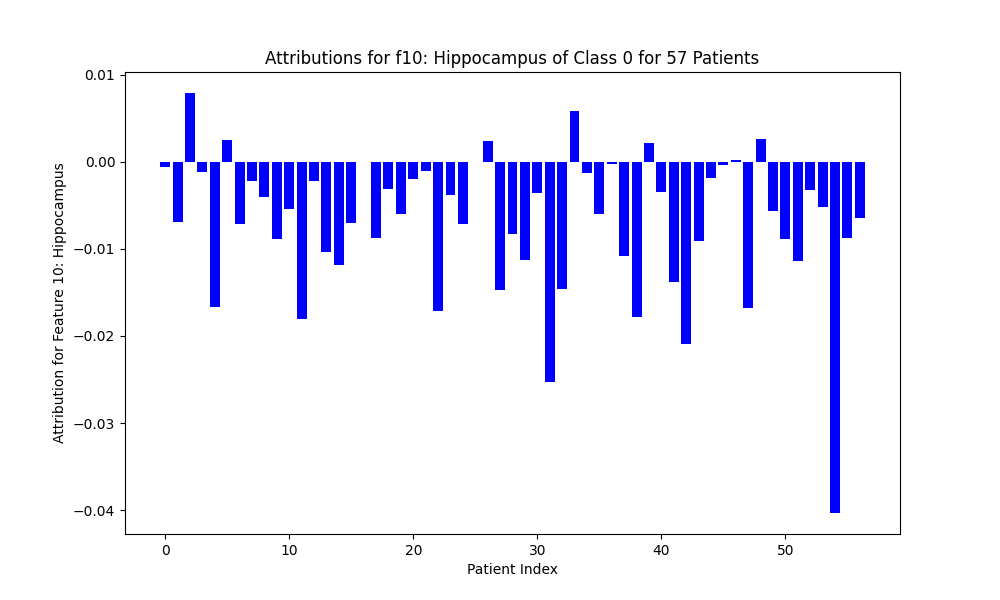 Attributions for f10: Hippocampus of Class 0 for 57 Patients
Attribution for Feature 10: Hippocampus
0.01
0.00
−0.01
−0.02
−0.03
−0.04
0 10 20 30 40 50
Patient Index